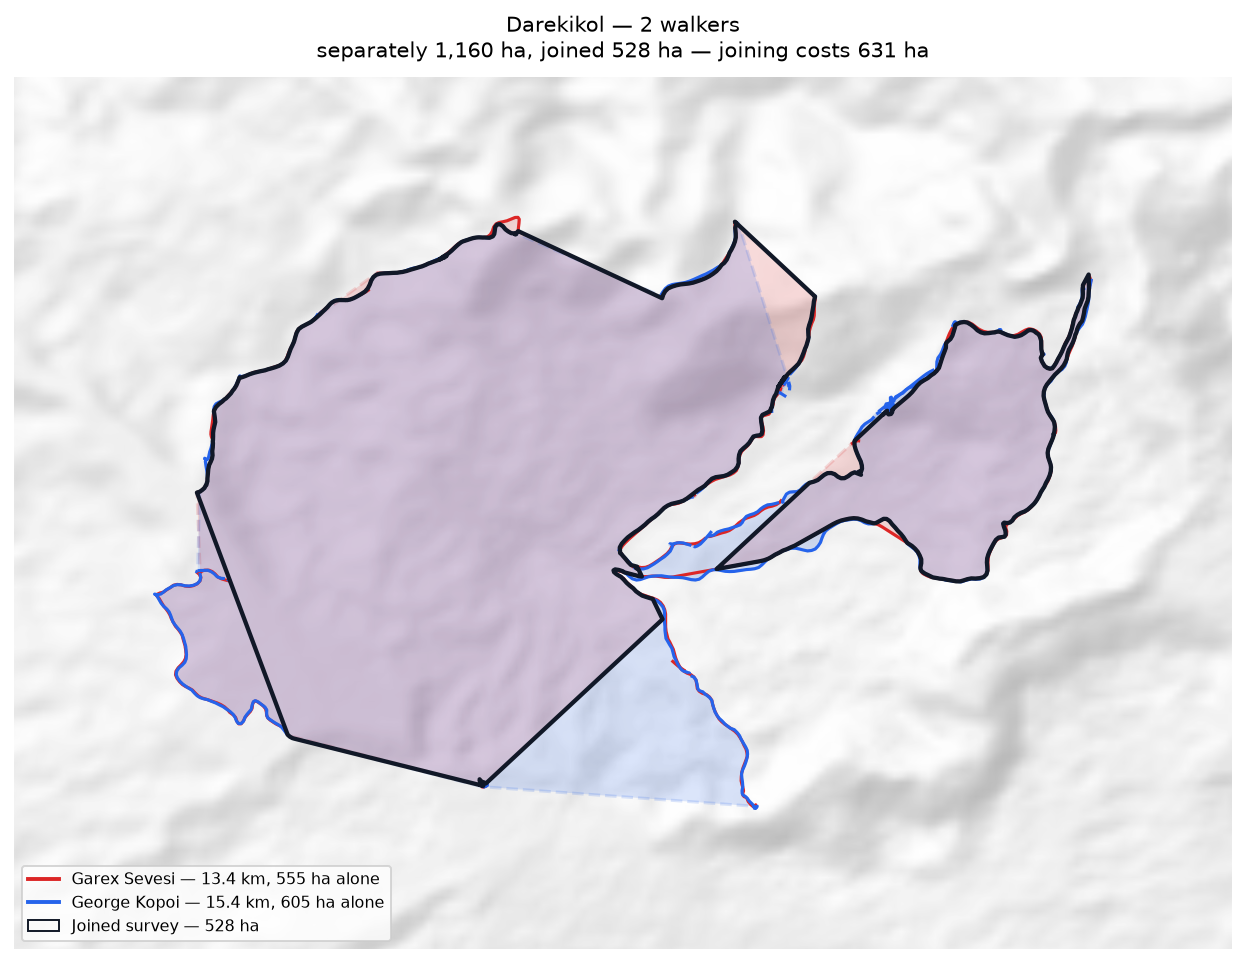 Darekikol — 2 walkers
separately 1,160 ha, joined 528 ha — joining costs 631 ha
Garex Sevesi — 13.4 km, 555 ha alone
George Kopoi — 15.4 km, 605 ha alone
Joined survey — 528 ha